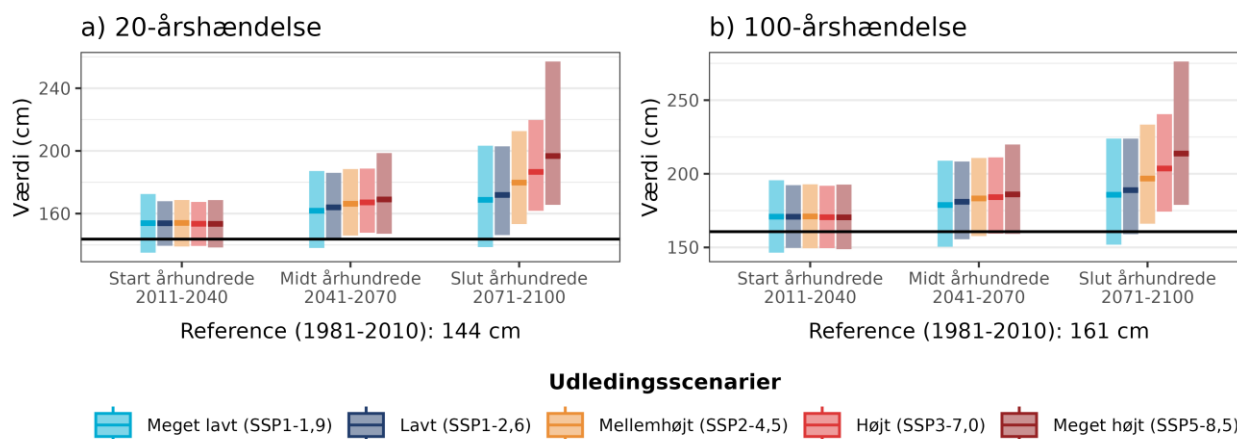 a) 20-årshændelse
Værdi (cm)
240
200
160
Start århundrede
2011-2040
Midt århundrede
2041-2070
Slut århundrede
2071-2100
Reference (1981-2010): 144 cm
b) 100-årshændelse
Værdi (cm)
250
200
150
Start århundrede
2011-2040
Midt århundrede
2041-2070
Slut århundrede
2071-2100
Reference (1981-2010): 161 cm
Udledingsscenarier
Meget lavt (SSP1-1,9)
Lavt (SSP1-2,6)
Mellemhøjt (SSP2-4,5)
Højt (SSP3-7,0)
Meget højt (SSP5-8,5)